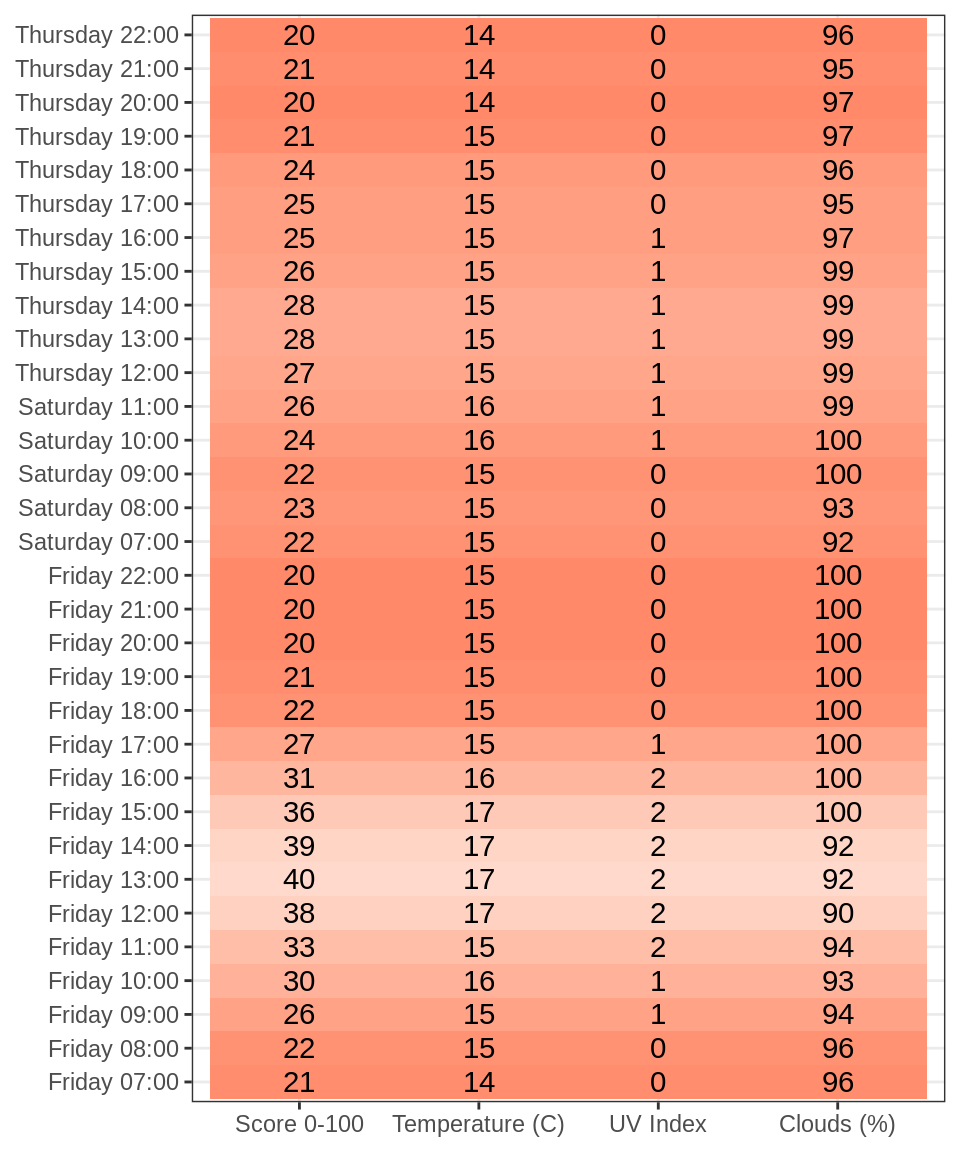 Thursday 22:00 20 14 0 96
Thursday 21:00 21 14 0 95
Thursday 20:00 20 14 0 97
Thursday 19:00 21 15 0 97
Thursday 18:00 24 15 0 96
Thursday 17:00 25 15 0 95
Thursday 16:00 25 15 1 97
Thursday 15:00 26 15 1 99
Thursday 14:00 28 15 1 99
Thursday 13:00 28 15 1 99
Thursday 12:00 27 15 1 99
Saturday 11:00 26 16 1 99
Saturday 10:00 24 16 1 100
Saturday 09:00 22 15 0 100
Saturday 08:00 23 15 0 93
Saturday 07:00 22 15 0 92
Friday 22:00 20 15 0 100
Friday 21:00 20 15 0 100
Friday 20:00 20 15 0 100
Friday 19:00 21 15 0 100
Friday 18:00 22 15 0 100
Friday 17:00 27 15 1 100
Friday 16:00 31 16 2 100
Friday 15:00 36 17 2 100
Friday 14:00 39 17 2 92
Friday 13:00 40 17 2 92
Friday 12:00 38 17 2 90
Friday 11:00 33 15 2 94
Friday 10:00 30 16 1 93
Friday 09:00 26 15 1 94
Friday 08:00 22 15 0 96
Friday 07:00 21 14 0 96
Score 0-100 Temperature (C) UV Index Clouds (%)